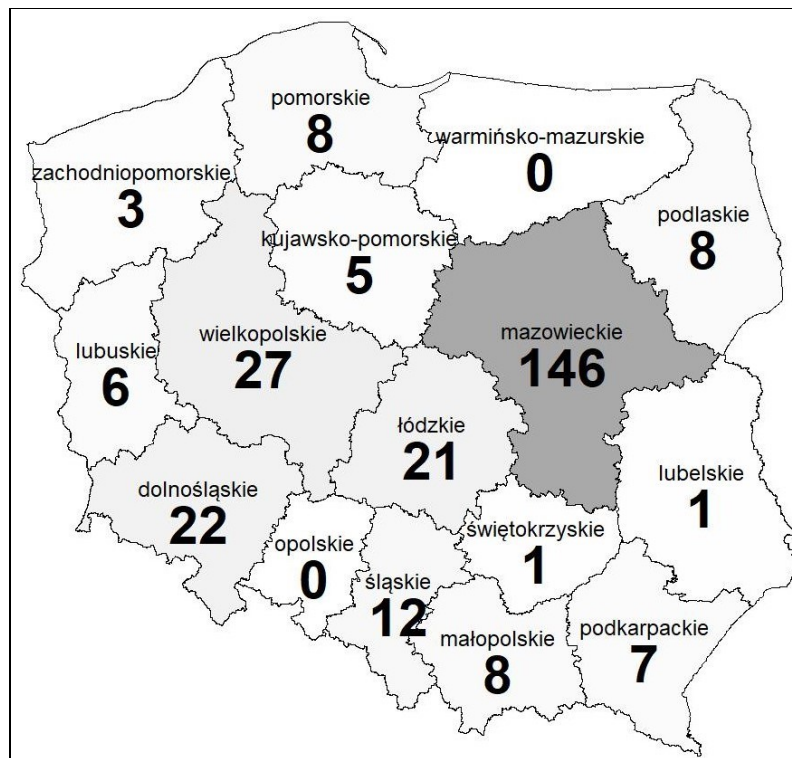 pomorskie
8
warmińsko-mazurskie
0
zachodniopomorskie
3
podlaskie
8
kujawsko-pomorskie
5
wielkopolskie
27
mazowieckie
146
lubuskie
6
łódzkie
21
lubelskie
1
dolnośląskie
22
świętokrzyskie
1
opolskie
0
śląskie
12
małopolskie
8
podkarpackie
7